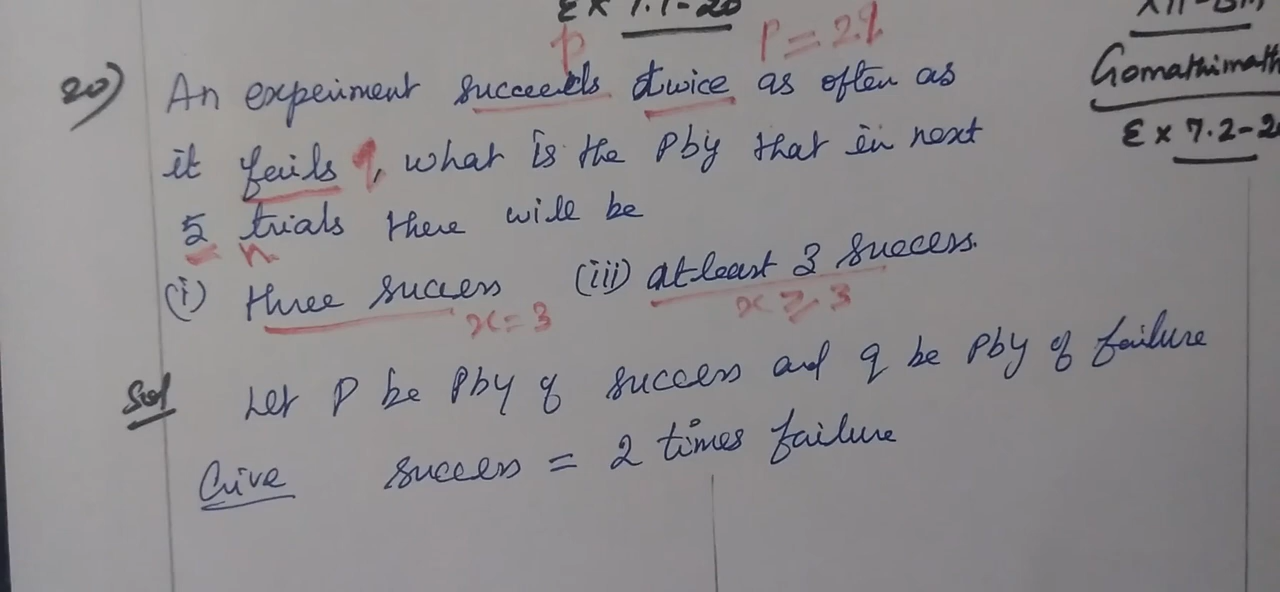 Ex 7.1-20
XII-BM
p P=2q
Gomathimath
20) An experiment succeeds twice as often as
Ex 7.2-2
it fails q, what is the Pby that in next
5 trials there will be
n
(i) three success (iii) atleast 3 success.
x=3 x≥3
Sol Let P be Pby of success and q be Pby of failure
Give success = 2 times failure